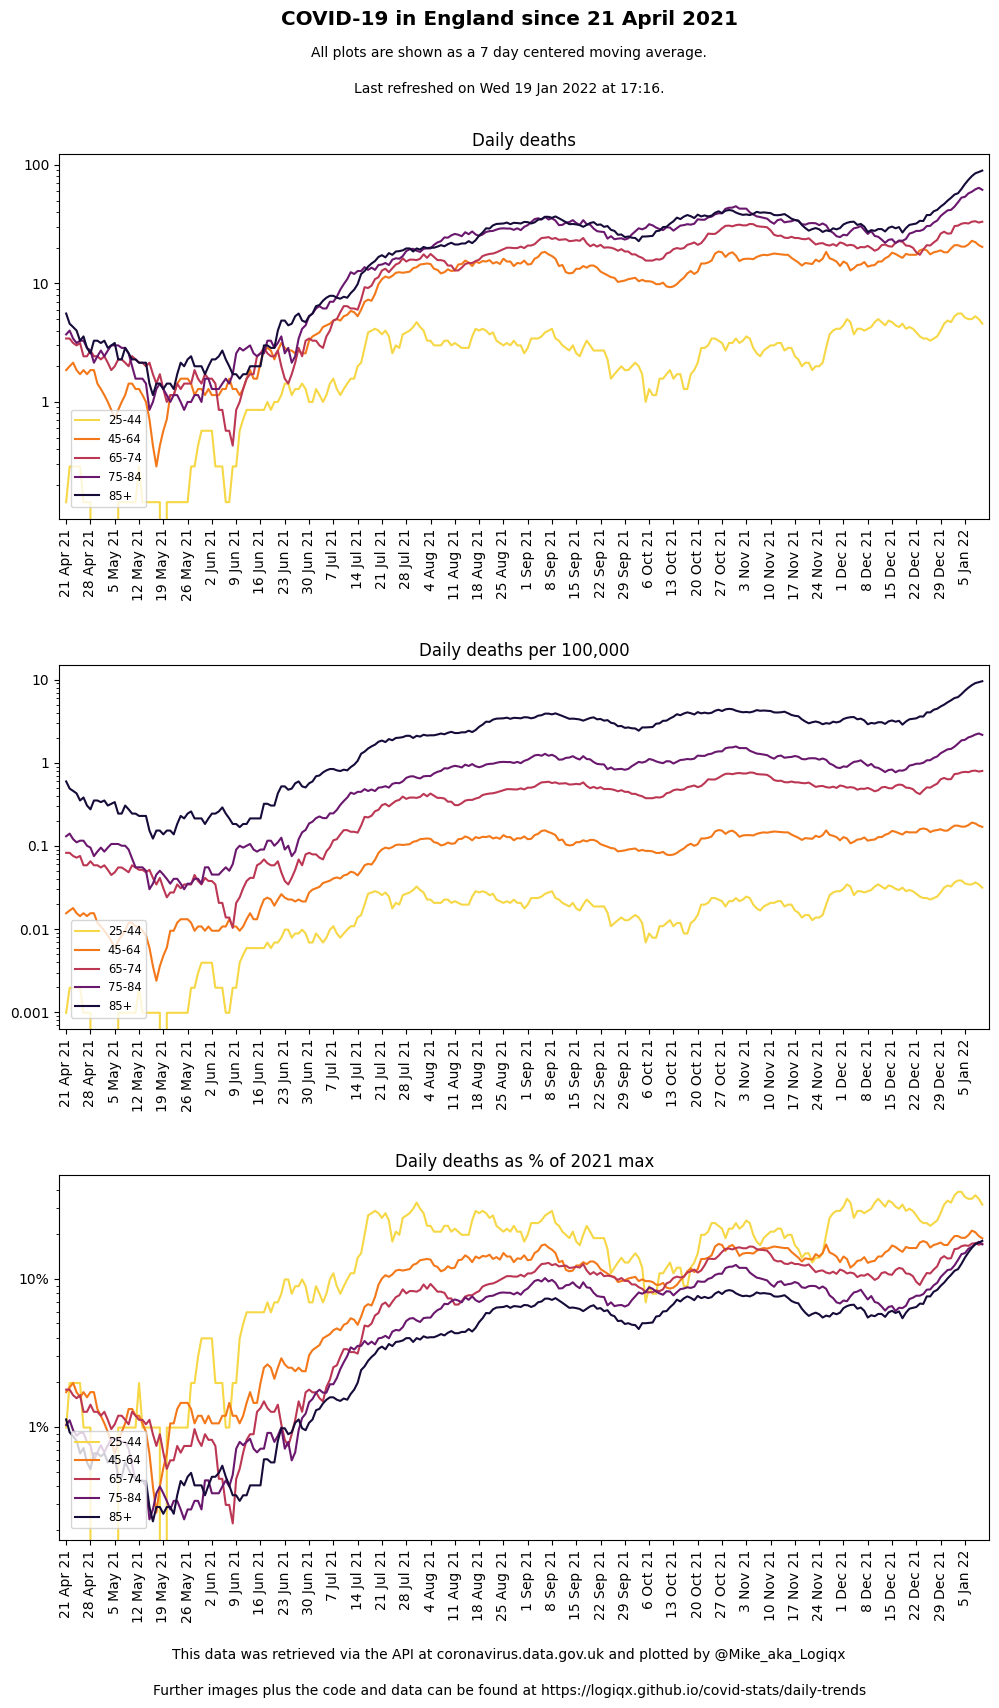 COVID-19 in England since 21 April 2021
All plots are shown as a 7 day centered moving average.
Last refreshed on Wed 19 Jan 2022 at 17:16.
Daily deaths
100
10
1
25-44
45-64
65-74
75-84
85+
21 Apr 21
28 Apr 21
5 May 21
12 May 21
19 May 21
26 May 21
2 Jun 21
9 Jun 21
16 Jun 21
23 Jun 21
30 Jun 21
7 Jul 21
14 Jul 21
21 Jul 21
28 Jul 21
4 Aug 21
11 Aug 21
18 Aug 21
25 Aug 21
1 Sep 21
8 Sep 21
15 Sep 21
22 Sep 21
29 Sep 21
6 Oct 21
13 Oct 21
20 Oct 21
27 Oct 21
3 Nov 21
10 Nov 21
17 Nov 21
24 Nov 21
1 Dec 21
8 Dec 21
15 Dec 21
22 Dec 21
29 Dec 21
5 Jan 22
Daily deaths per 100,000
10
1
0.1
0.01
0.001
25-44
45-64
65-74
75-84
85+
21 Apr 21
28 Apr 21
5 May 21
12 May 21
19 May 21
26 May 21
2 Jun 21
9 Jun 21
16 Jun 21
23 Jun 21
30 Jun 21
7 Jul 21
14 Jul 21
21 Jul 21
28 Jul 21
4 Aug 21
11 Aug 21
18 Aug 21
25 Aug 21
1 Sep 21
8 Sep 21
15 Sep 21
22 Sep 21
29 Sep 21
6 Oct 21
13 Oct 21
20 Oct 21
27 Oct 21
3 Nov 21
10 Nov 21
17 Nov 21
24 Nov 21
1 Dec 21
8 Dec 21
15 Dec 21
22 Dec 21
29 Dec 21
5 Jan 22
Daily deaths as % of 2021 max
10%
1%
25-44
45-64
65-74
75-84
85+
21 Apr 21
28 Apr 21
5 May 21
12 May 21
19 May 21
26 May 21
2 Jun 21
9 Jun 21
16 Jun 21
23 Jun 21
30 Jun 21
7 Jul 21
14 Jul 21
21 Jul 21
28 Jul 21
4 Aug 21
11 Aug 21
18 Aug 21
25 Aug 21
1 Sep 21
8 Sep 21
15 Sep 21
22 Sep 21
29 Sep 21
6 Oct 21
13 Oct 21
20 Oct 21
27 Oct 21
3 Nov 21
10 Nov 21
17 Nov 21
24 Nov 21
1 Dec 21
8 Dec 21
15 Dec 21
22 Dec 21
29 Dec 21
5 Jan 22
This data was retrieved via the API at coronavirus.data.gov.uk and plotted by @Mike_aka_Logiqx
Further images plus the code and data can be found at https://logiqx.github.io/covid-stats/daily-trends